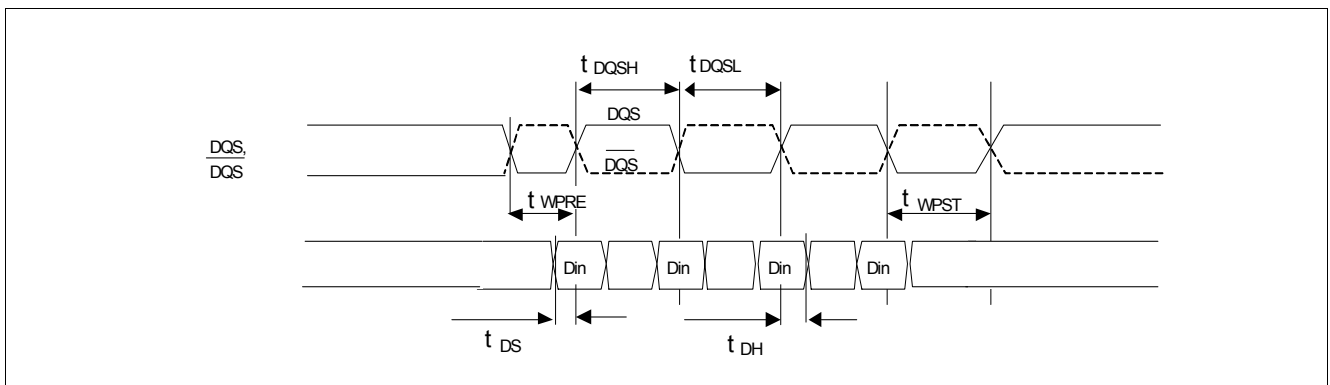 t DQSH t DQSL
DQS
DQS,
DQS
DQS
t WPRE
t WPST
Din Din Din Din
t DS
t DH